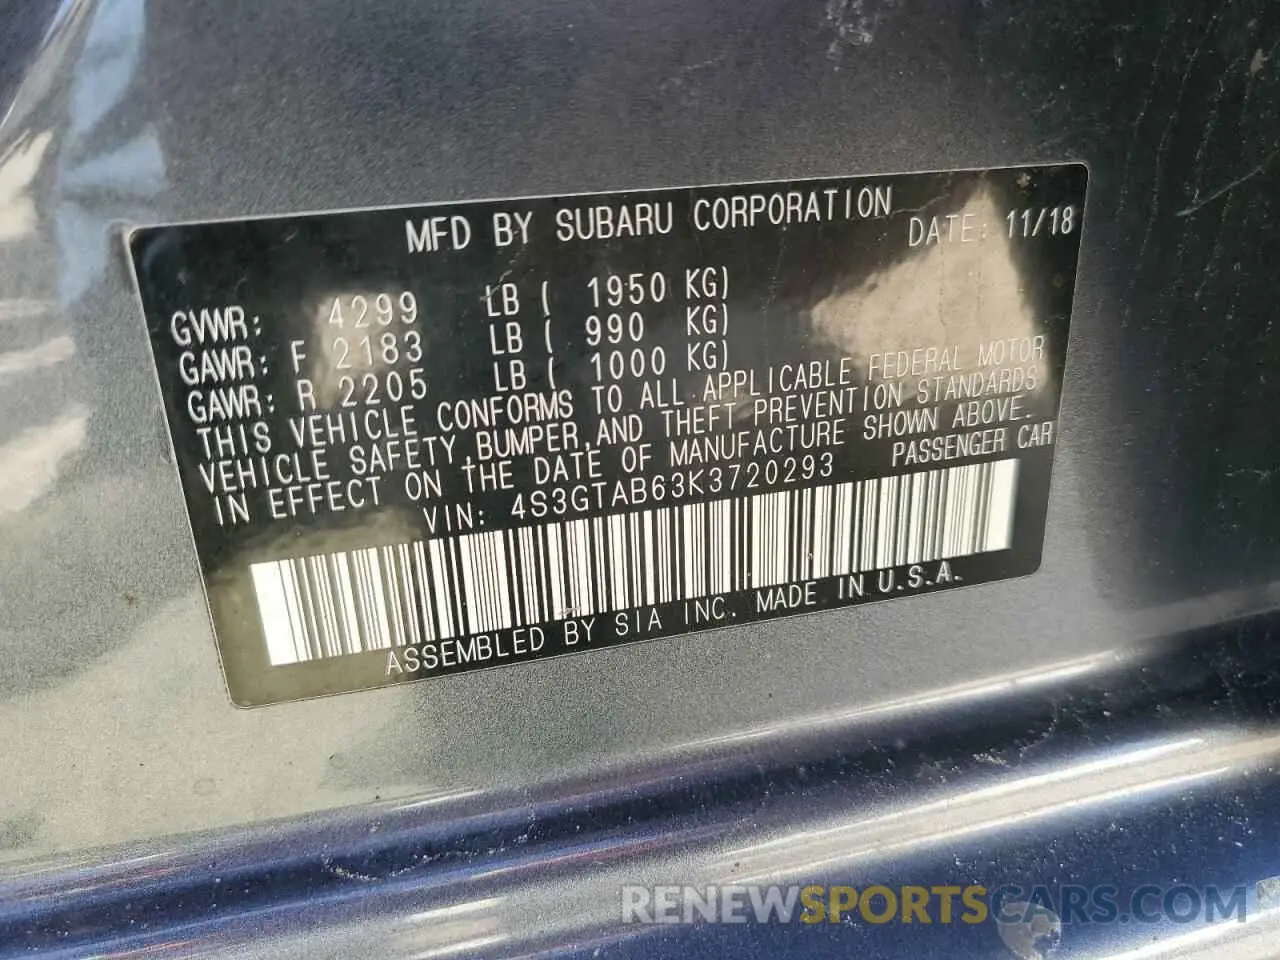 MFD BY SUBARU CORPORATION
DATE: 11/18
GVWR: 4299 LB ( 1950 KG)
GAWR: F 2183 LB ( 990 KG)
GAWR: R 2205 LB ( 1000 KG)
THIS VEHICLE CONFORMS TO ALL APPLICABLE FEDERAL MOTOR
VEHICLE SAFETY, BUMPER, AND THEFT PREVENTION STANDARDS
IN EFFECT ON THE DATE OF MANUFACTURE SHOWN ABOVE.
VIN: 4S3GTAB63K3720293 PASSENGER CAR
ASSEMBLED BY SIA INC. MADE IN U.S.A.
RENEWSPORTSCARS.COM